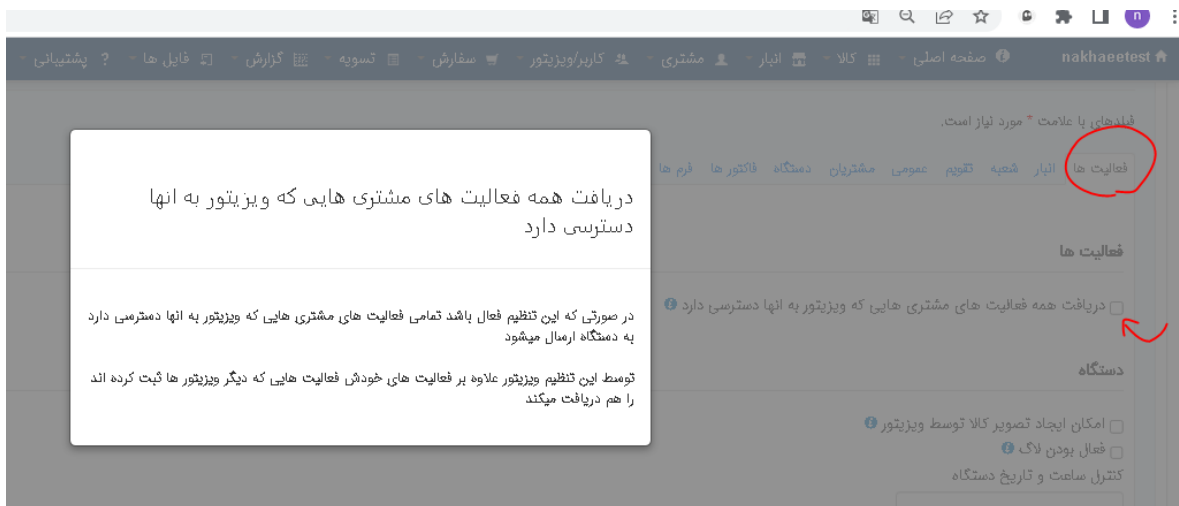 n
nakhaeetest صفحه اصلی - کالا - انبار - مشتری - کاربر/ویزیتور - سفارش - تسویه - گزارش - فایل ها - ? پشتیبانی -
فیلدهای با علامت * مورد نیاز است.
فعالیت ها انبار شعبه تقویم عمومی مشتریان دستگاه فاکتور ها فرم ها
دریافت همه فعالیت های مشتری هایی که ویزیتور به انها
دسترسی دارد
فعالیت ها
دریافت همه فعالیت های مشتری هایی که ویزیتور به انها دسترسی دارد
در صورتی که این تنظیم فعال باشد تمامی فعالیت های مشتری هایی که ویزیتور به انها دسترسی دارد
به دستگاه ارسال میشود
توسط این تنظیم ویزیتور علاوه بر فعالیت های خودش فعالیت هایی که دیگر ویزیتور ها ثبت کرده اند
را هم دریافت میکند
دستگاه
امکان ایجاد تصویر کالا توسط ویزیتور
فعال بودن لاگ
کنترل ساعت و تاریخ دستگاه